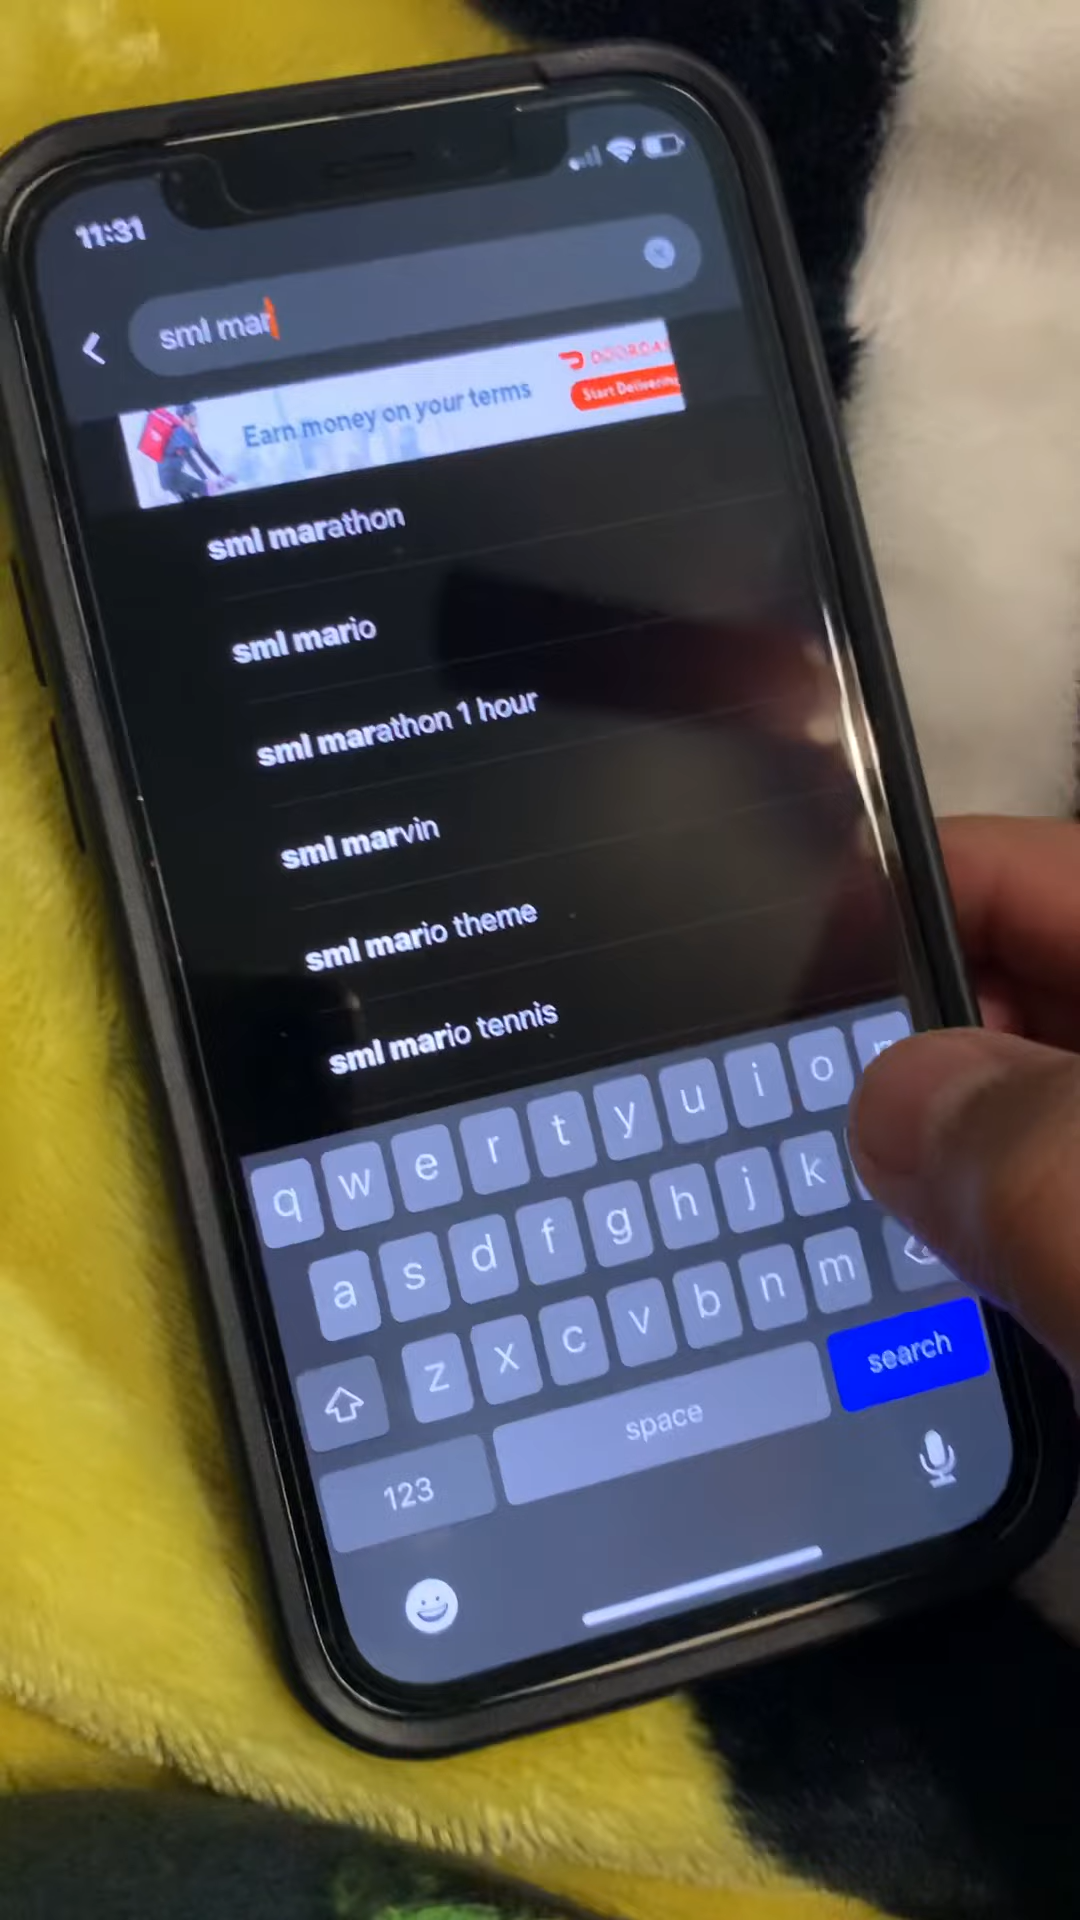 11:31
sml mar
DOORDA
Earn money on your terms
Start Delivering
sml marathon
sml mario
sml marathon 1 hour
sml marvin
sml mario theme
sml mario tennis
q w e r t y u i o
a s d f g h j k
z x c v b n m
123 space search